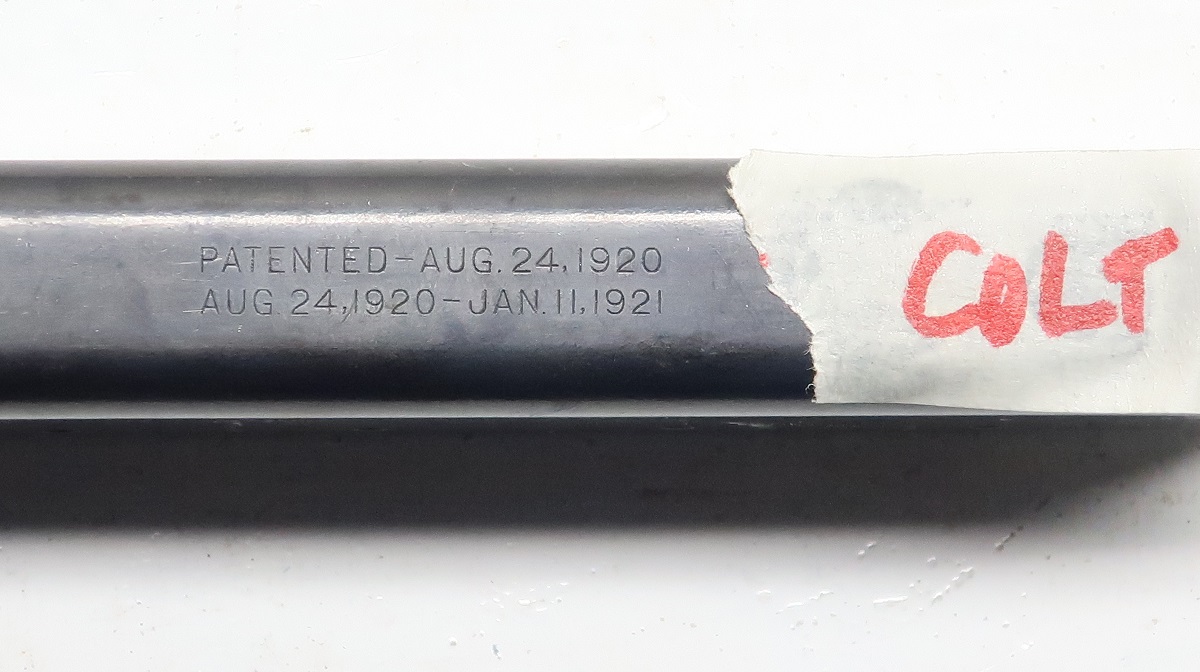 PATENTED-AUG. 24, 1920
AUG. 24, 1920-JAN. 11, 1921
COLT